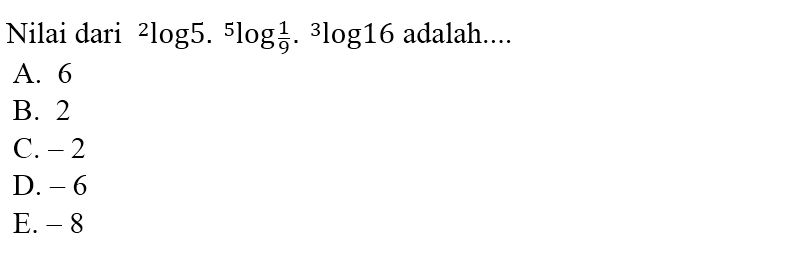 Nilai dari ²log5. ⁵log1/9. ³log16 adalah....
A. 6
B. 2
C. – 2
D. – 6
E. – 8